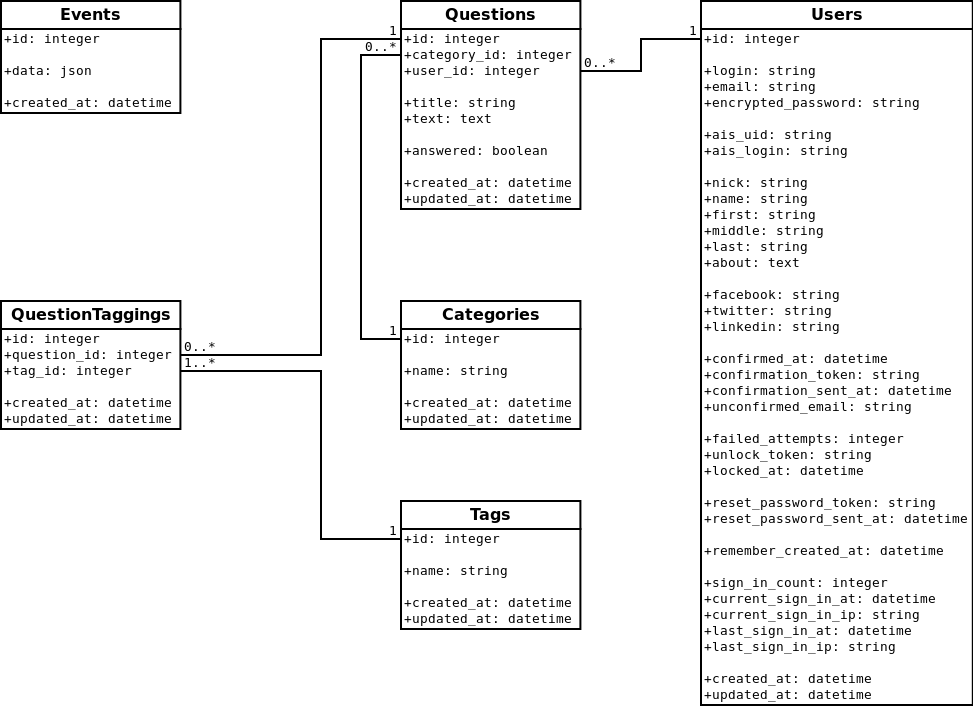 Events
+id: integer
+data: json
+created_at: datetime
Questions
+id: integer
+category_id: integer
+user_id: integer
+title: string
+text: text
+answered: boolean
+created_at: datetime
+updated_at: datetime
1
0..*
0..*
1
Users
+id: integer
+login: string
+email: string
+encrypted_password: string
+ais_uid: string
+ais_login: string
+nick: string
+name: string
+first: string
+middle: string
+last: string
+about: text
+facebook: string
+twitter: string
+linkedin: string
+confirmed_at: datetime
+confirmation_token: string
+confirmation_sent_at: datetime
+unconfirmed_email: string
+failed_attempts: integer
+unlock_token: string
+locked_at: datetime
+reset_password_token: string
+reset_password_sent_at: datetime
+remember_created_at: datetime
+sign_in_count: integer
+current_sign_in_at: datetime
+current_sign_in_ip: string
+last_sign_in_at: datetime
+last_sign_in_ip: string
+created_at: datetime
+updated_at: datetime
QuestionTaggings
+id: integer
+question_id: integer
+tag_id: integer
+created_at: datetime
+updated_at: datetime
0..*
1..*
1
Categories
+id: integer
+name: string
+created_at: datetime
+updated_at: datetime
1
Tags
+id: integer
+name: string
+created_at: datetime
+updated_at: datetime